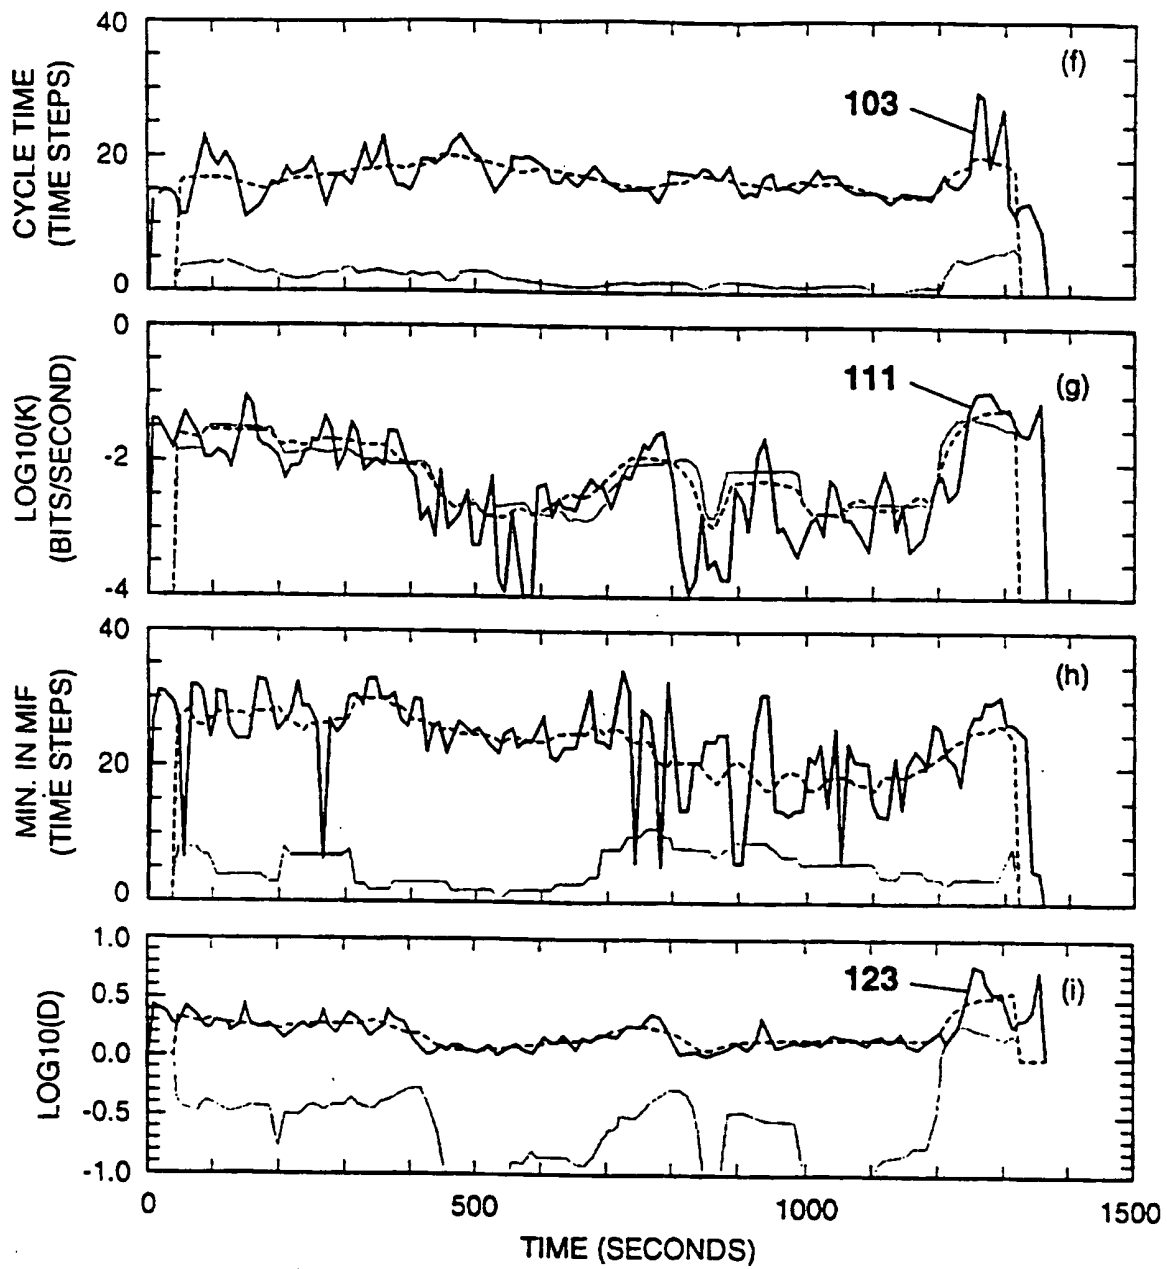 40
20
0
CYCLE TIME
(TIME STEPS)
103
(f)
0
-2
-4
LOG10(K)
(BITS/SECOND)
111
(g)
40
20
0
MIN. IN MIF
(TIME STEPS)
(h)
1.0
0.5
0.0
-0.5
-1.0
LOG10(D)
123
(i)
0
500
1000
1500
TIME (SECONDS)